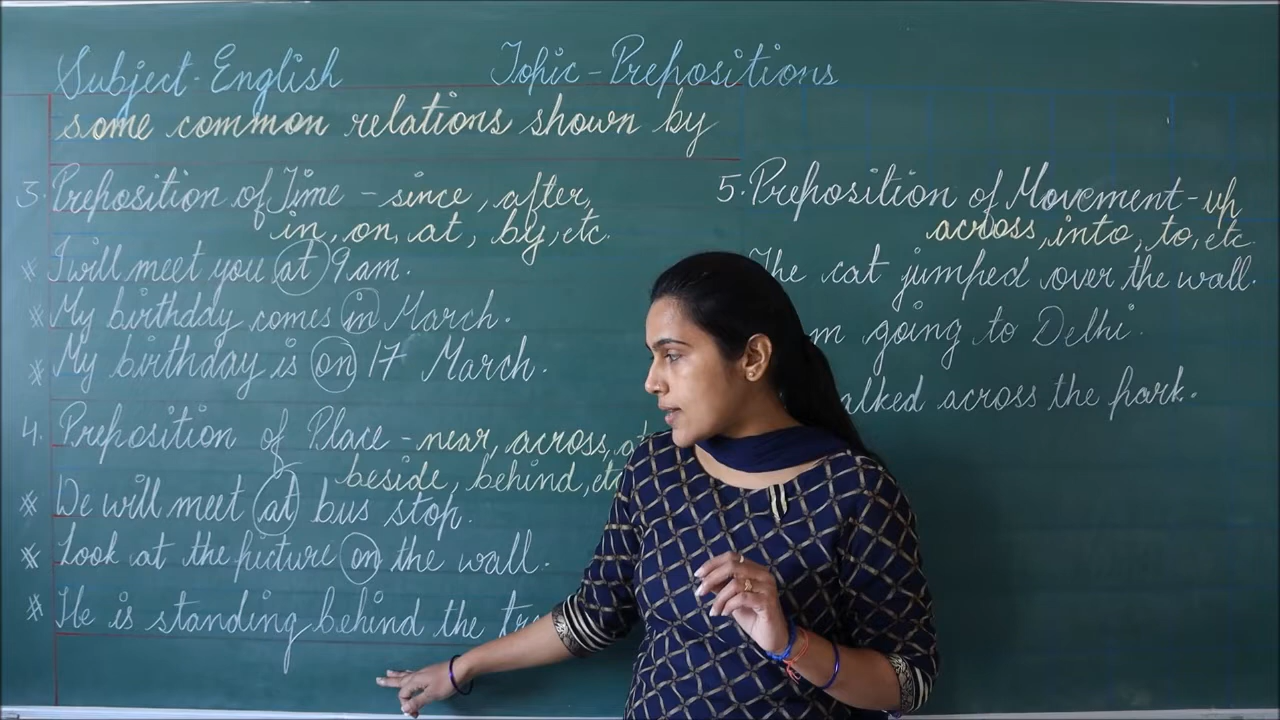 Subject-English
Topic-Prepositions
some common relations shown by
3. Preposition of Time - since, after,
in, on, at, by, etc.
* I will meet you at 9 a.m.
* My birthday comes in March.
* My birthday is on 17 March.
4. Preposition of Place - near, across,
beside, behind, etc
* We will meet at bus stop.
* Look at the picture on the wall.
* He is standing behind the
5. Preposition of Movement - up
across, into, to, etc.
The cat jumped over the wall.
going to Delhi.
across the park.